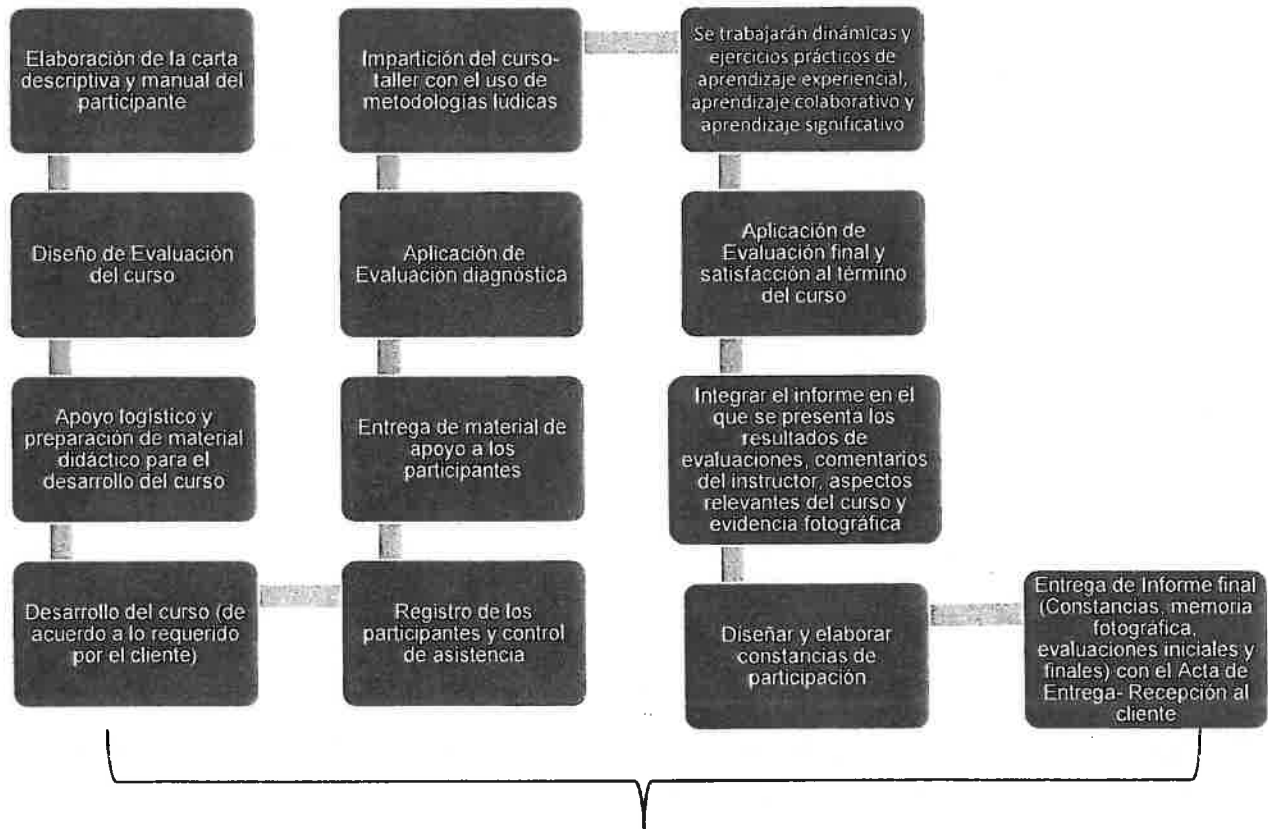 Elaboración de la carta
descriptiva y manual del
participante
Diseño de Evaluación
del curso
Apoyo logístico y
preparación de material
didáctico para el
desarrollo del curso
Desarrollo del curso (de
acuerdo a lo requerido
por el cliente)
Registro de los
participantes y control
de asistencia
Entrega de material de
apoyo a los
participantes
Aplicación de
Evaluación diagnóstica
Impartición del curso-
taller con el uso de
metodologías lúdicas
Se trabajarán dinámicas y
ejercicios prácticos de
aprendizaje experiencial,
aprendizaje colaborativo y
aprendizaje significativo
Aplicación de
Evaluación final y
satisfacción al término
del curso
Integrar el informe en el
que se presenta los
resultados de
evaluaciones, comentarios
del instructor, aspectos
relevantes del curso y
evidencia fotográfica
Diseñar y elaborar
constancias de
participación
Entrega de Informe final
(Constancias, memoria
fotográfica,
evaluaciones iniciales y
finales) con el Acta de
Entrega- Recepción al
cliente